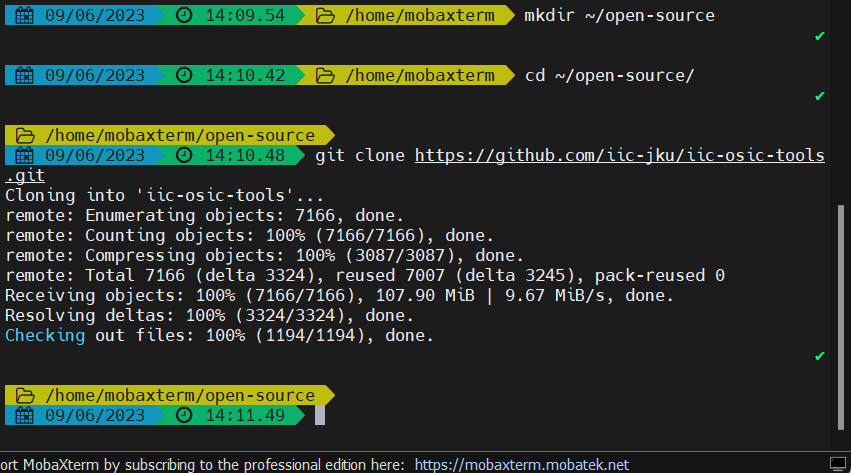 09/06/2023 14:09.54 /home/mobaxterm mkdir ~/open-source
✔
09/06/2023 14:10.42 /home/mobaxterm cd ~/open-source/
✔
/home/mobaxterm/open-source
09/06/2023 14:10.48 git clone https://github.com/iic-jku/iic-osic-tools
.git
Cloning into 'iic-osic-tools'...
remote: Enumerating objects: 7166, done.
remote: Counting objects: 100% (7166/7166), done.
remote: Compressing objects: 100% (3087/3087), done.
remote: Total 7166 (delta 3324), reused 7007 (delta 3245), pack-reused 0
Receiving objects: 100% (7166/7166), 107.90 MiB | 9.67 MiB/s, done.
Resolving deltas: 100% (3324/3324), done.
Checking out files: 100% (1194/1194), done.
✔
/home/mobaxterm/open-source
09/06/2023 14:11.49
ort MobaXterm by subscribing to the professional edition here: https://mobaxterm.mobatek.net